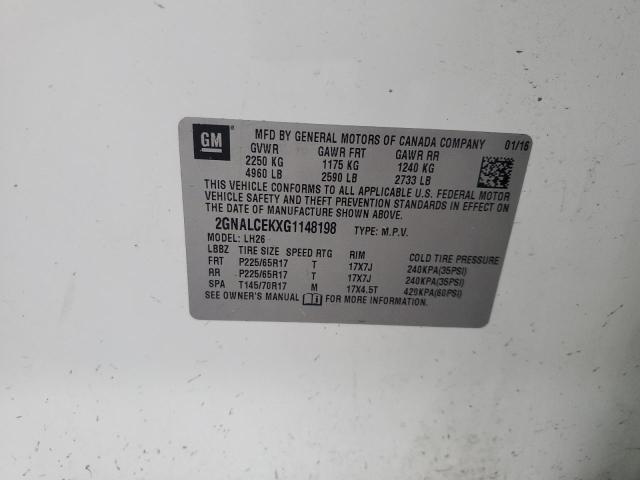 GM MFD BY GENERAL MOTORS OF CANADA COMPANY 01/16
GVWR GAWR FRT GAWR RR
2250 KG 1175 KG 1240 KG
4960 LB 2590 LB 2733 LB
THIS VEHICLE CONFORMS TO ALL APPLICABLE U.S. FEDERAL MOTOR
VEHICLE SAFETY AND THEFT PREVENTION STANDARDS IN EFFECT ON
THE DATE OF MANUFACTURE SHOWN ABOVE.
2GNALCEKXG1148198 TYPE: M.P.V.
MODEL: LH26
LBBZ TIRE SIZE SPEED RTG RIM COLD TIRE PRESSURE
FRT P225/65R17 T 17X7J 240KPA(35PSI)
RR P225/65R17 T 17X7J 240KPA(35PSI)
SPA T145/70R17 M 17X4.5T 420KPA(60PSI)
SEE OWNER'S MANUAL FOR MORE INFORMATION.